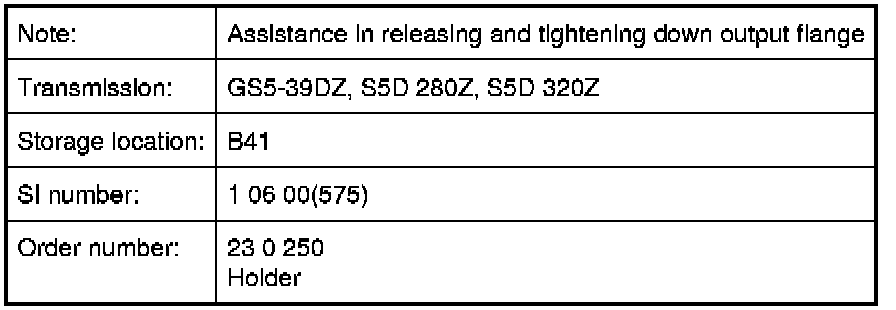 Note: Assistance in releasing and tightening down output flange
Transmission: GS5-39DZ, S5D 280Z, S5D 320Z
Storage location: B41
SI number: 1 06 00(575)
Order number: 23 0 250
Holder